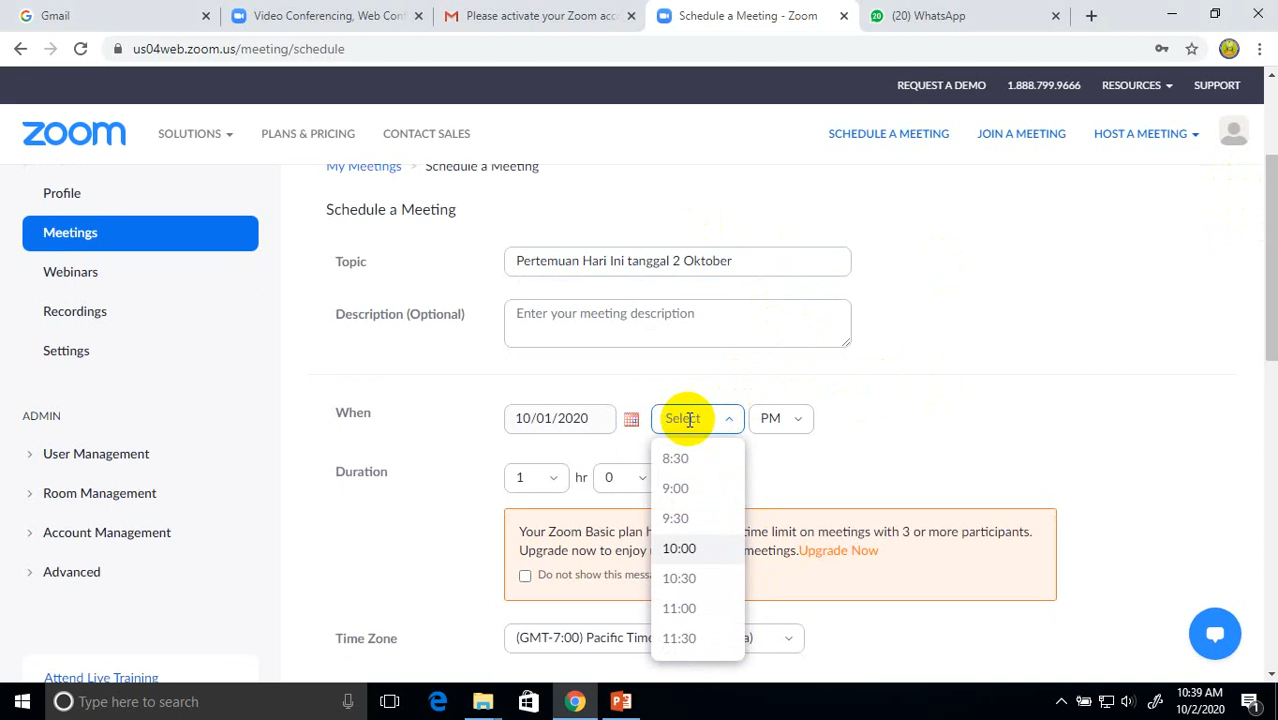 Gmail
Video Conferencing, Web Con
Please activate your Zoom acco
Schedule a Meeting - Zoom
20
(20) WhatsApp
us04web.zoom.us/meeting/schedule
REQUEST A DEMO 1.888.799.9666 RESOURCES SUPPORT
zoom
SOLUTIONS PLANS & PRICING CONTACT SALES
SCHEDULE A MEETING JOIN A MEETING HOST A MEETING
My Meetings > Schedule a Meeting
Profile
Meetings
Webinars
Recordings
Settings
ADMIN
User Management
Room Management
Account Management
Advanced
Attend Live Training
Schedule a Meeting
Topic Pertemuan Hari Ini tanggal 2 Oktober
Description (Optional) Enter your meeting description
When 10/01/2020 Select PM
8:30
9:00
9:30
10:00
10:30
11:00
11:30
Duration 1 hr 0
Your Zoom Basic plan h time limit on meetings with 3 or more participants.
Upgrade now to enjoy meetings. Upgrade Now
Do not show this messa
Time Zone (GMT-7:00) Pacific Time a)
Type here to search
10:39 AM
10/2/2020
1